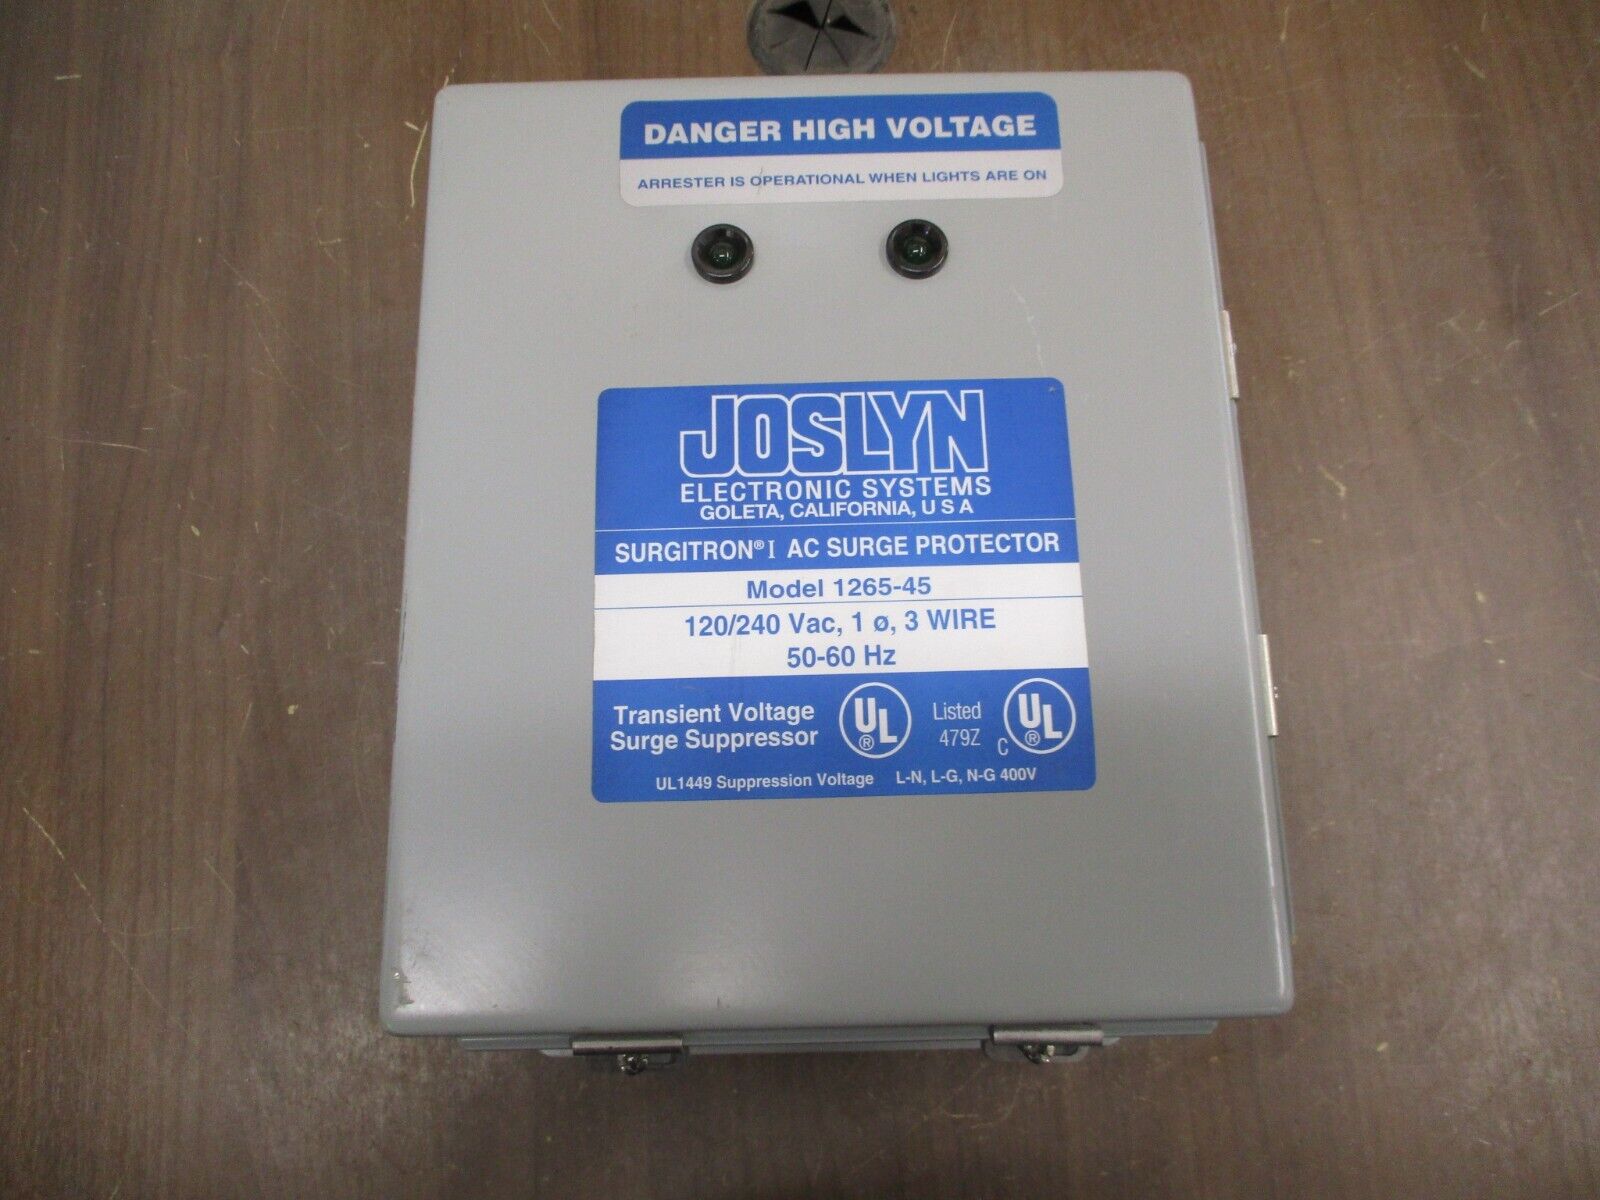 DANGER HIGH VOLTAGE
ARRESTER IS OPERATIONAL WHEN LIGHTS ARE ON
JOSLYN
ELECTRONIC SYSTEMS
GOLETA, CALIFORNIA, U S A
SURGITRON® I AC SURGE PROTECTOR
Model 1265-45
120/240 Vac, 1 ø, 3 WIRE
50-60 Hz
Transient Voltage
Surge Suppressor
UL ®
Listed
479Z
C UL ®
UL1449 Suppression Voltage L-N, L-G, N-G 400V